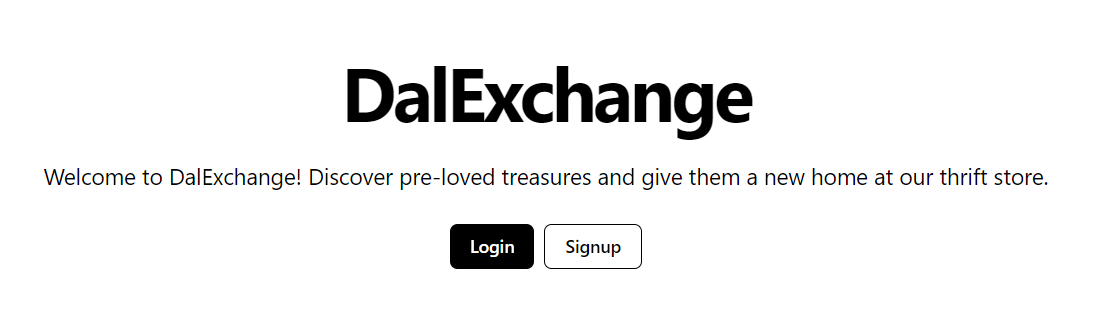 DalExchange
Welcome to DalExchange! Discover pre-loved treasures and give them a new home at our thrift store.
Login
Signup